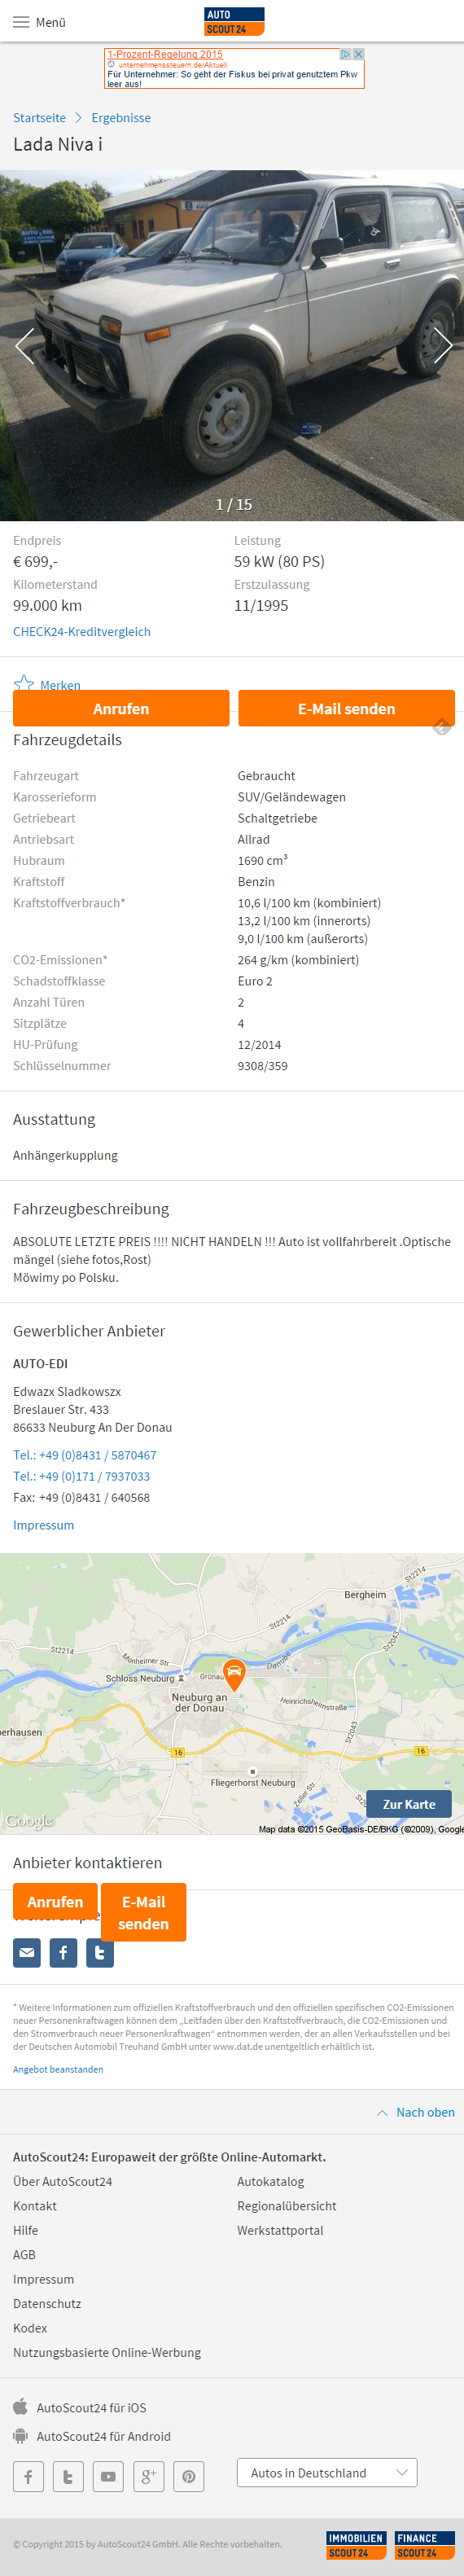 Menü
AUTO
SCOUT 24
1-Prozent-Regelung 2015
unternehmenssteuern.de/Aktuell
Für Unternehmer: So geht der Fiskus bei privat genutztem Pkw
leer aus!
Startseite Ergebnisse
Lada Niva i
1 / 15
Endpreis Leistung
€ 699,- 59 kW (80 PS)
Kilometerstand Erstzulassung
99.000 km 11/1995
CHECK24-Kreditvergleich
Merken
Anrufen E-Mail senden
Fahrzeugdetails
Fahrzeugart Gebraucht
Karosserieform SUV/Geländewagen
Getriebeart Schaltgetriebe
Antriebsart Allrad
Hubraum 1690 cm³
Kraftstoff Benzin
Kraftstoffverbrauch* 10,6 l/100 km (kombiniert)
13,2 l/100 km (innerorts)
9,0 l/100 km (außerorts)
CO2-Emissionen* 264 g/km (kombiniert)
Schadstoffklasse Euro 2
Anzahl Türen 2
Sitzplätze 4
HU-Prüfung 12/2014
Schlüsselnummer 9308/359
Ausstattung
Anhängerkupplung
Fahrzeugbeschreibung
ABSOLUTE LETZTE PREIS !!!! NICHT HANDELN !!! Auto ist vollfahrbereit .Optische
mängel (siehe fotos,Rost)
Möwimy po Polsku.
Gewerblicher Anbieter
AUTO-EDI
Edwazx Sladkowszx
Breslauer Str. 433
86633 Neuburg An Der Donau
Tel.: +49 (0)8431 / 5870467
Tel.: +49 (0)171 / 7937033
Fax: +49 (0)8431 / 640568
Impressum
Bergheim
St2214
St2214
St2043
Monheimer Str.
Donau
Schloss Neuburg
Grünau
Neuburg an
der Donau
Heinrichsheimstraße
St2043
16
16
Fliegerhorst Neuburg
Zeller Str.
Zur Karte
Google
Map data ©2015 GeoBasis-DE/BKG (©2009), Google
Anbieter kontaktieren
Anrufen E-Mail
senden
* Weitere Informationen zum offiziellen Kraftstoffverbrauch und den offiziellen spezifischen CO2-Emissionen
neuer Personenkraftwagen können dem „Leitfaden über den Kraftstoffverbrauch, die CO2-Emissionen und
den Stromverbrauch neuer Personenkraftwagen“ entnommen werden, der an allen Verkaufsstellen und bei
der Deutschen Automobil Treuhand GmbH unter www.dat.de unentgeltlich erhältlich ist.
Angebot beanstanden
Nach oben
AutoScout24: Europaweit der größte Online-Automarkt.
Über AutoScout24 Autokatalog
Kontakt Regionalübersicht
Hilfe Werkstattportal
AGB
Impressum
Datenschutz
Kodex
Nutzungsbasierte Online-Werbung
AutoScout24 für iOS
AutoScout24 für Android
Autos in Deutschland
© Copyright 2015 by AutoScout24 GmbH. Alle Rechte vorbehalten.
IMMOBILIEN FINANCE
SCOUT 24 SCOUT 24